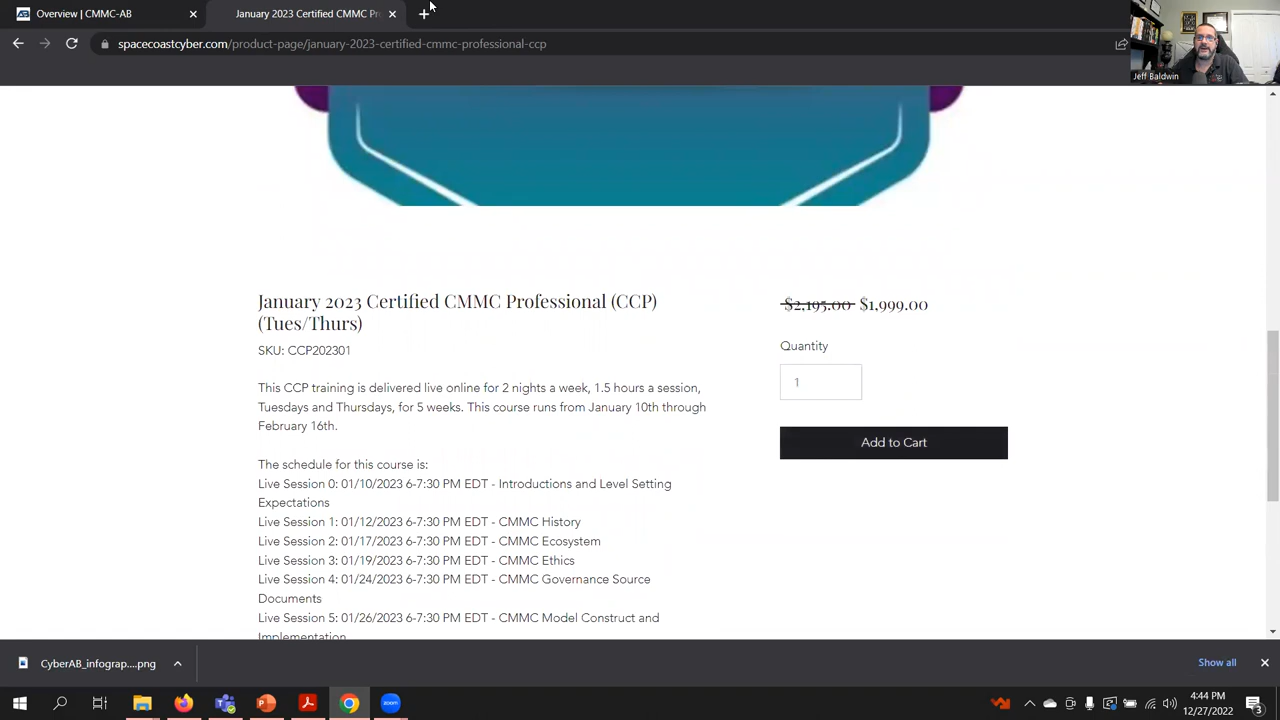 Overview | CMMC-AB
January 2023 Certified CMMC Pr
spacecoastcyber.com/product-page/january-2023-certified-cmmc-professional-ccp
Jeff Baldwin
January 2023 Certified CMMC Professional (CCP)
(Tues/Thurs)
SKU: CCP202301
$2,195.00 $1,999.00
Quantity
1
Add to Cart
This CCP training is delivered live online for 2 nights a week, 1.5 hours a session,
Tuesdays and Thursdays, for 5 weeks. This course runs from January 10th through
February 16th.
The schedule for this course is:
Live Session 0: 01/10/2023 6-7:30 PM EDT - Introductions and Level Setting
Expectations
Live Session 1: 01/12/2023 6-7:30 PM EDT - CMMC History
Live Session 2: 01/17/2023 6-7:30 PM EDT - CMMC Ecosystem
Live Session 3: 01/19/2023 6-7:30 PM EDT - CMMC Ethics
Live Session 4: 01/24/2023 6-7:30 PM EDT - CMMC Governance Source
Documents
Live Session 5: 01/26/2023 6-7:30 PM EDT - CMMC Model Construct and
Implementation
CyberAB_infograp....png
Show all
4:44 PM
12/27/2022
3